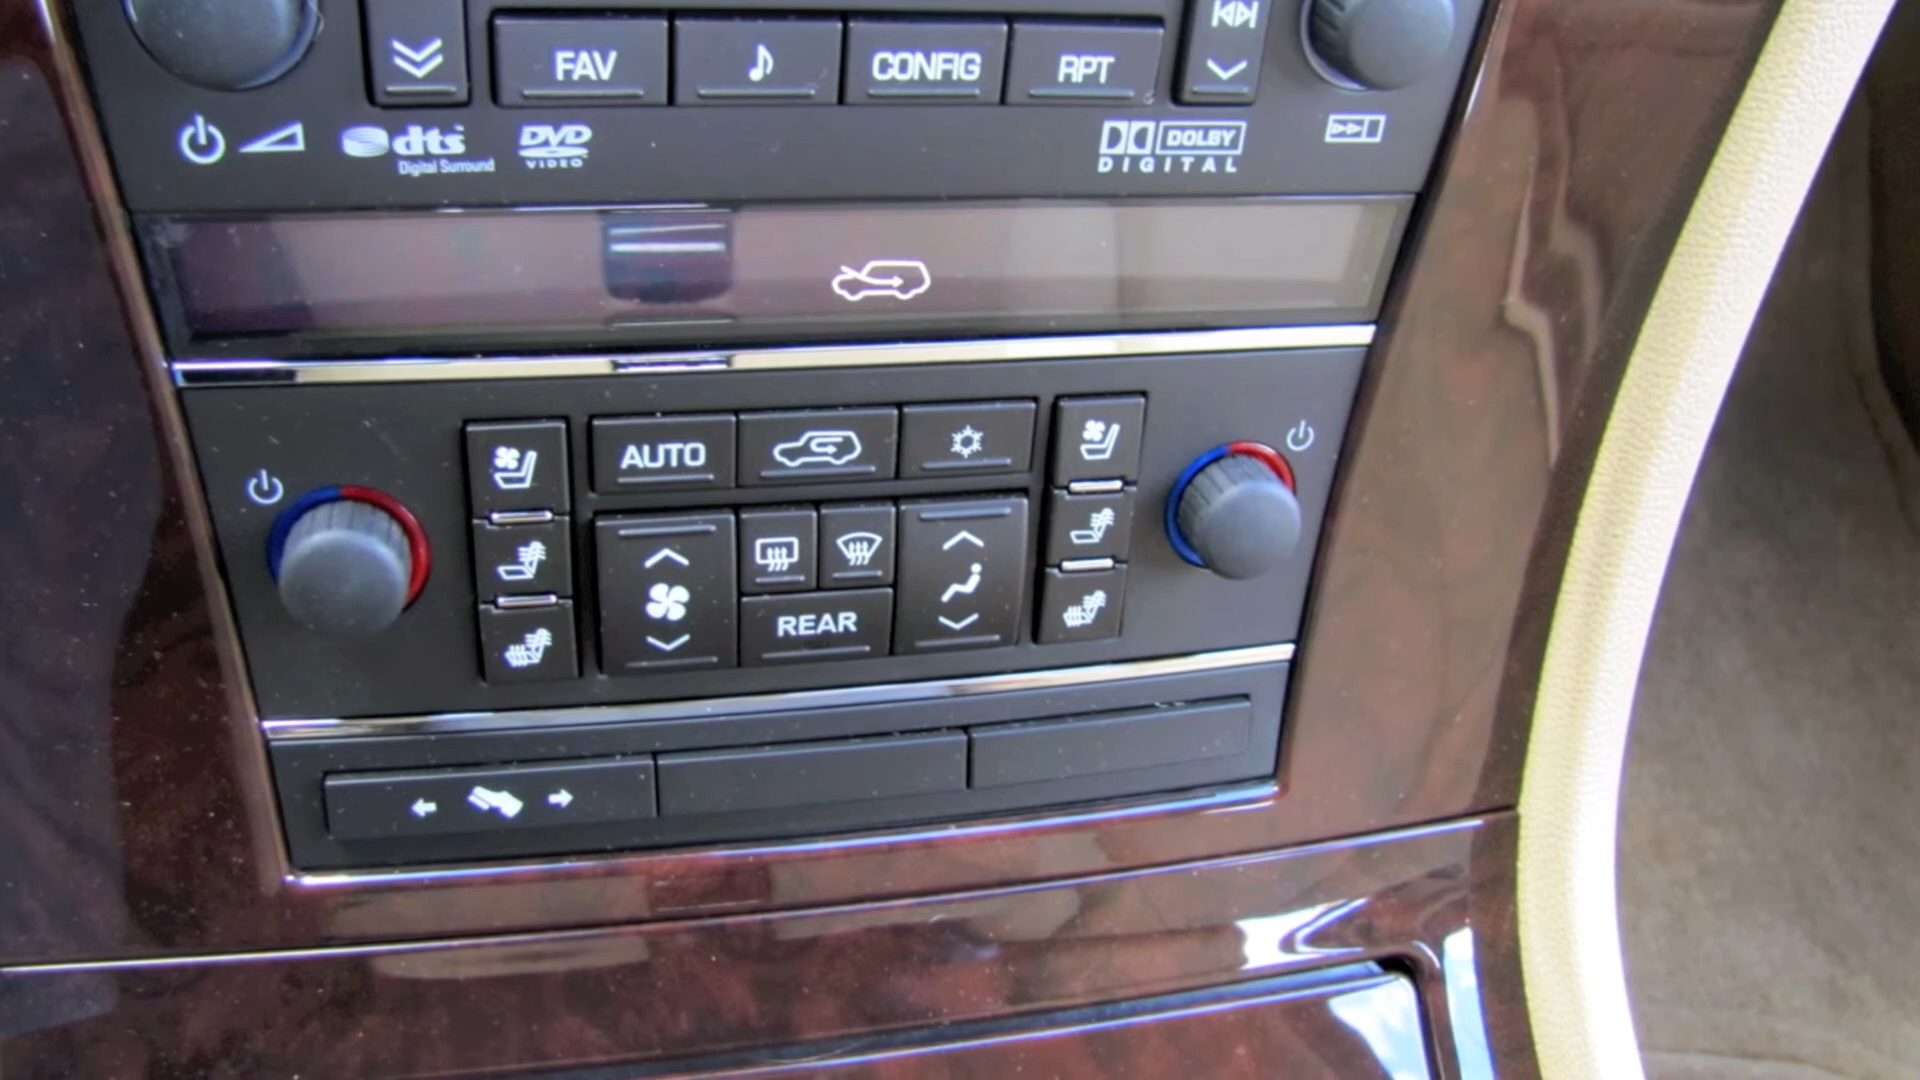 FAV
CONFIG
RPT
dts
Digital Surround
DVD
VIDEO
DOLBY
DIGITAL
AUTO
REAR